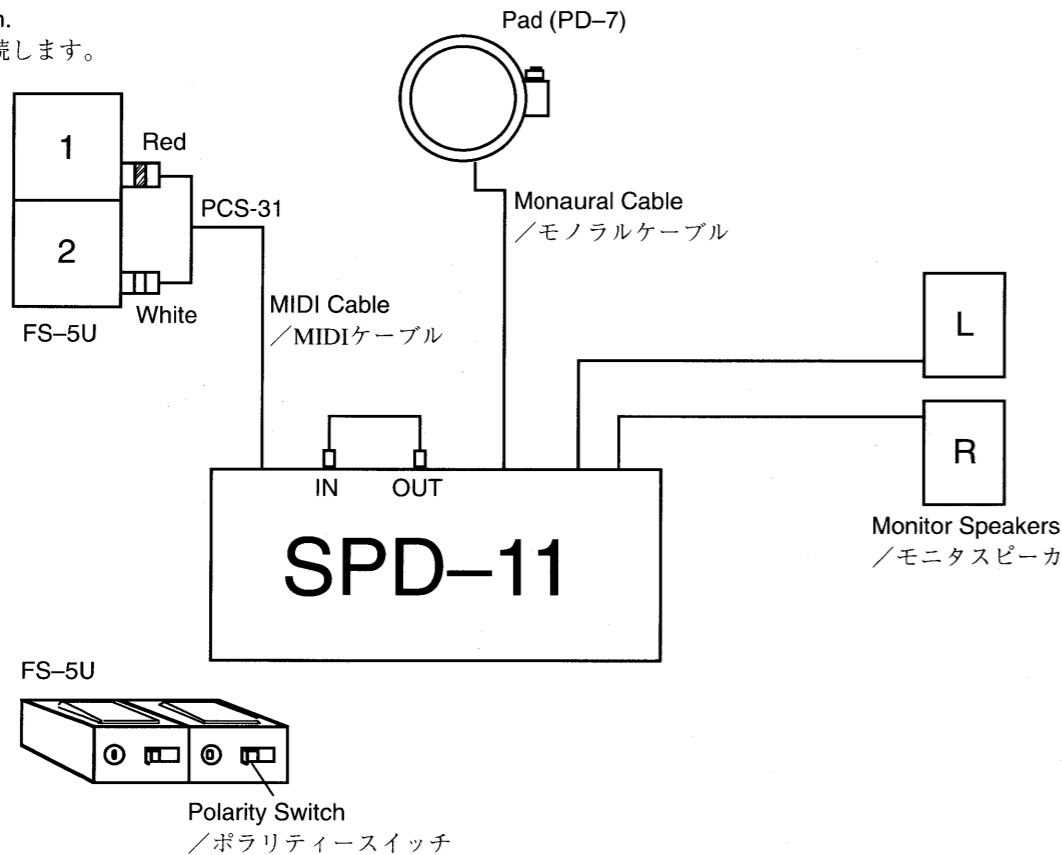 n.
続します。
Pad (PD–7)
1
Red
Monaural Cable
／モノラルケーブル
PCS-31
2
White
FS–5U
MIDI Cable
／MIDIケーブル
L
R
IN
OUT
Monitor Speakers
／モニタスピーカ
SPD–11
FS–5U
Polarity Switch
／ポラリティースイッチ